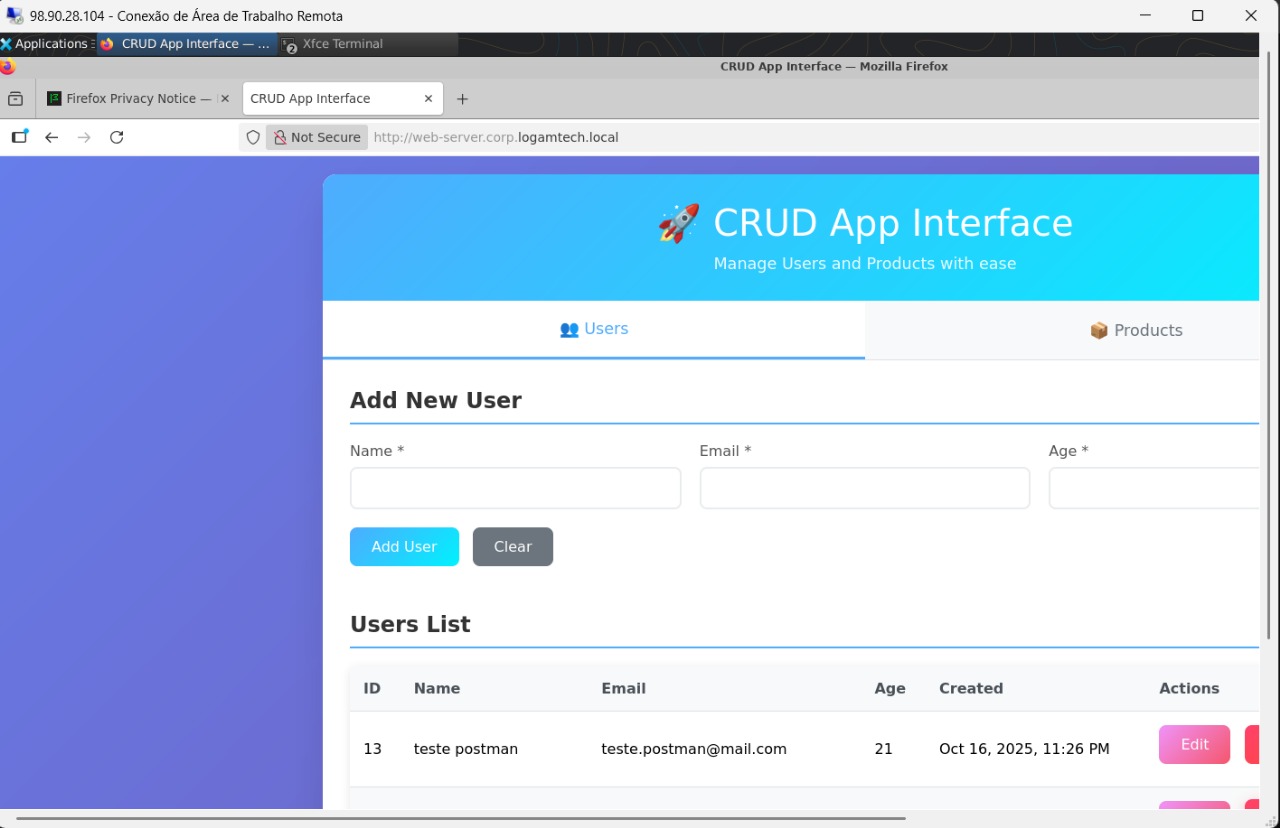 98.90.28.104 - Conexão de Área de Trabalho Remota
Applications CRUD App Interface — ... 2 Xfce Terminal
CRUD App Interface — Mozilla Firefox
Firefox Privacy Notice — CRUD App Interface
Not Secure http://web-server.corp.logamtech.local
🚀 CRUD App Interface
Manage Users and Products with ease
👥 Users 📦 Products
Add New User
Name * Email * Age *
Add User Clear
Users List
ID Name Email Age Created Actions
13 teste postman teste.postman@mail.com 21 Oct 16, 2025, 11:26 PM Edit